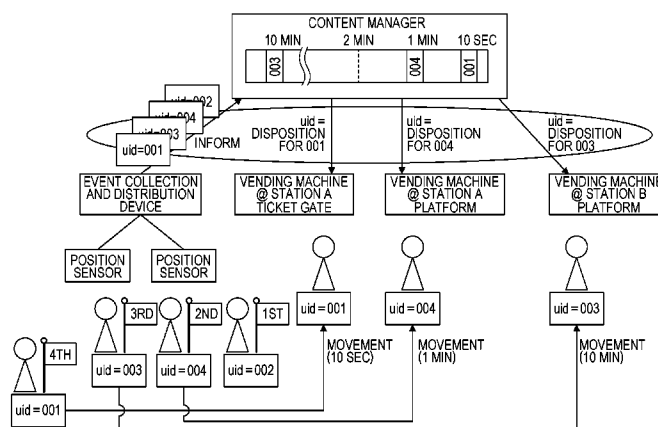 CONTENT MANAGER
10 MIN
2 MIN
1 MIN
10 SEC
003
004
001
uid=002
uid=004
uid=003
uid=001
INFORM
uid =
DISPOSITION
FOR 001
uid =
DISPOSITION
FOR 004
uid =
DISPOSITION
FOR 003
EVENT COLLECTION
AND DISTRIBUTION
DEVICE
VENDING MACHINE
@ STATION A
TICKET GATE
VENDING MACHINE
@ STATION A
PLATFORM
VENDING MACHINE
@ STATION B
PLATFORM
POSITION
SENSOR
POSITION
SENSOR
uid =001
uid =004
uid =003
3RD
2ND
1ST
uid =003
uid =004
uid =002
MOVEMENT
(10 SEC)
MOVEMENT
(1 MIN)
MOVEMENT
(10 MIN)
4TH
uid =001